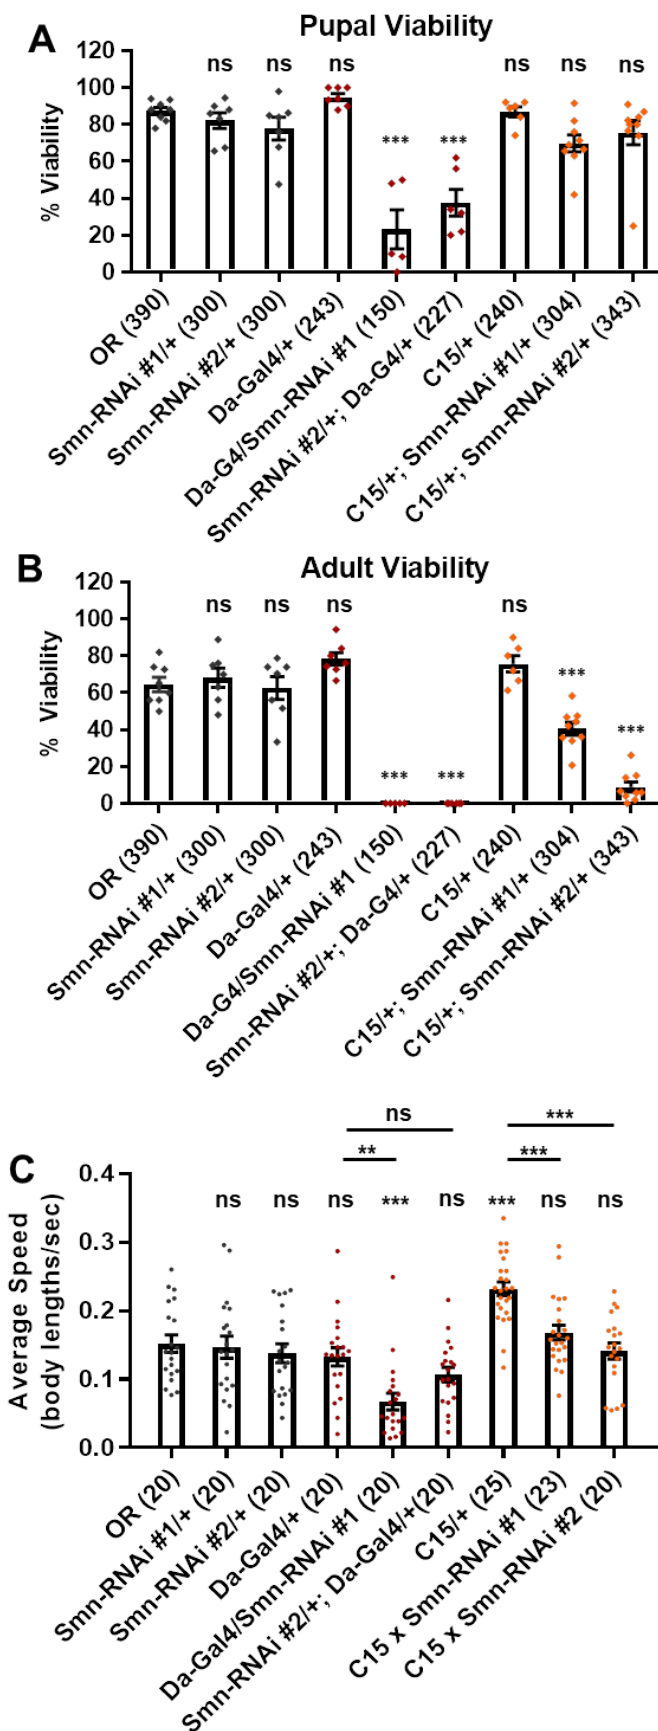 A
Pupal Viability
% Viability
120
100
80
60
40
20
0
ns
ns
ns
***
***
ns
ns
ns
OR (390)
Smn-RNAi #1/+ (300)
Smn-RNAi #2/+ (300)
Da-Gal4/+ (243)
Da-G4/Smn-RNAi #1 (150)
Smn-RNAi #2/+; Da-G4/+ (227)
C15/+ (240)
C15/+; Smn-RNAi #1/+ (304)
C15/+; Smn-RNAi #2/+ (343)
B
Adult Viability
% Viability
120
100
80
60
40
20
0
ns
ns
ns
***
***
ns
***
***
OR (390)
Smn-RNAi #1/+ (300)
Smn-RNAi #2/+ (300)
Da-Gal4/+ (243)
Da-G4/Smn-RNAi #1 (150)
Smn-RNAi #2/+; Da-G4/+ (227)
C15/+ (240)
C15/+; Smn-RNAi #1/+ (304)
C15/+; Smn-RNAi #2/+ (343)
C
ns
**
***
***
Average Speed
(body lengths/sec)
0.4
0.3
0.2
0.1
0.0
ns
ns
ns
***
ns
***
ns
ns
OR (20)
Smn-RNAi #1/+ (20)
Smn-RNAi #2/+ (20)
Da-Gal4/+ (20)
Da-Gal4/Smn-RNAi #1 (20)
Smn-RNAi #2/+; Da-Gal4/+(20)
C15/+ (25)
C15 x Smn-RNAi #1 (23)
C15 x Smn-RNAi #2 (20)